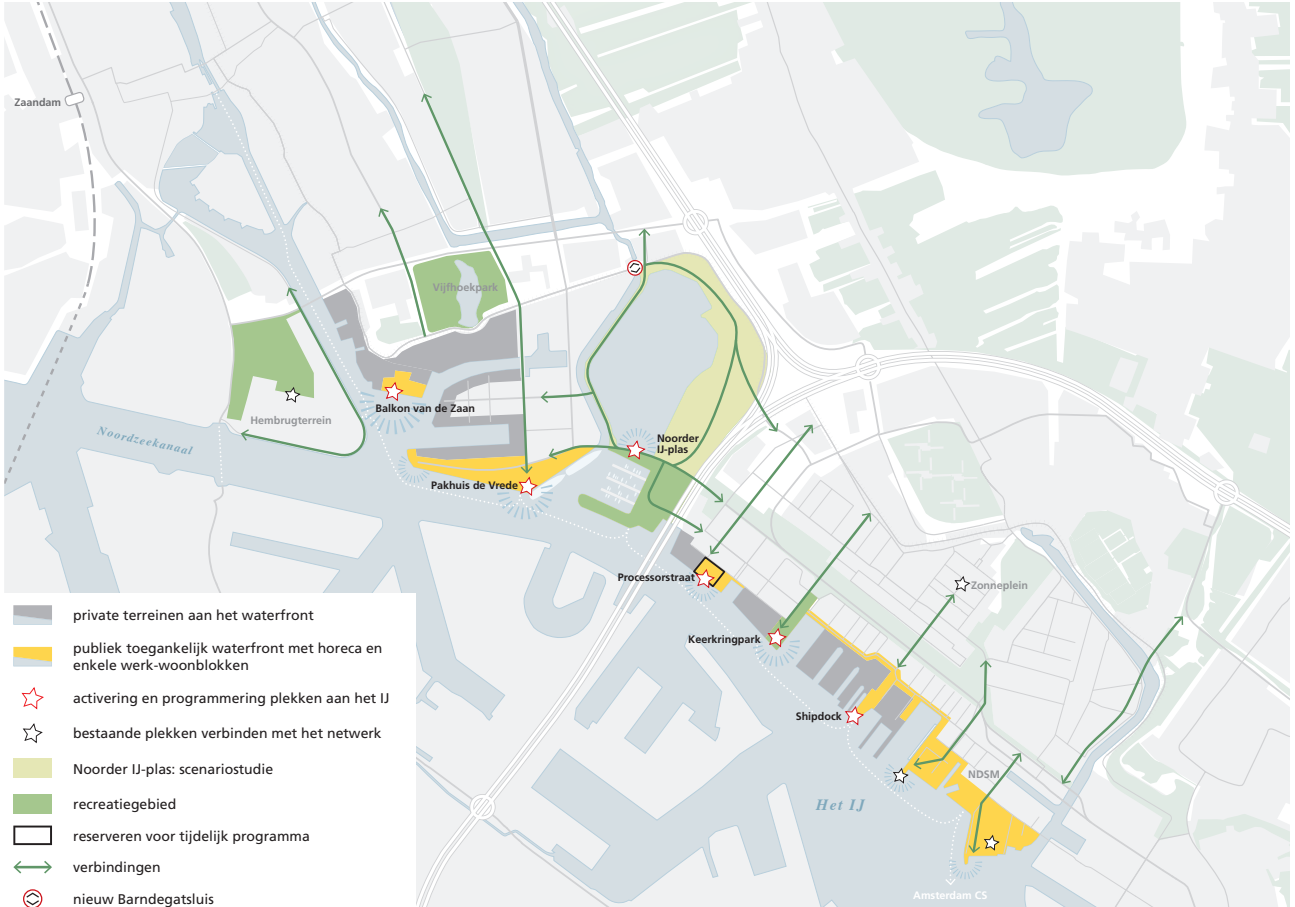 Zaandam
Vijfhoekpark
Balkon van de Zaan
Hembrugterrein
Noordzeekanaal
Noorder
IJ-plas
Pakhuis de Vrede
Processorstraat
Zonneplein
Keerkringpark
Shipdock
NDSM
Het IJ
Amsterdam CS
private terreinen aan het waterfront
publiek toegankelijk waterfront met horeca en
enkele werk-woonblokken
activering en programmering plekken aan het IJ
bestaande plekken verbinden met het netwerk
Noorder IJ-plas: scenariostudie
recreatiegebied
reserveren voor tijdelijk programma
verbindingen
nieuw Barndegatsluis